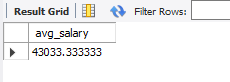 Result Grid Filter Rows:
avg_salary
43033.333333